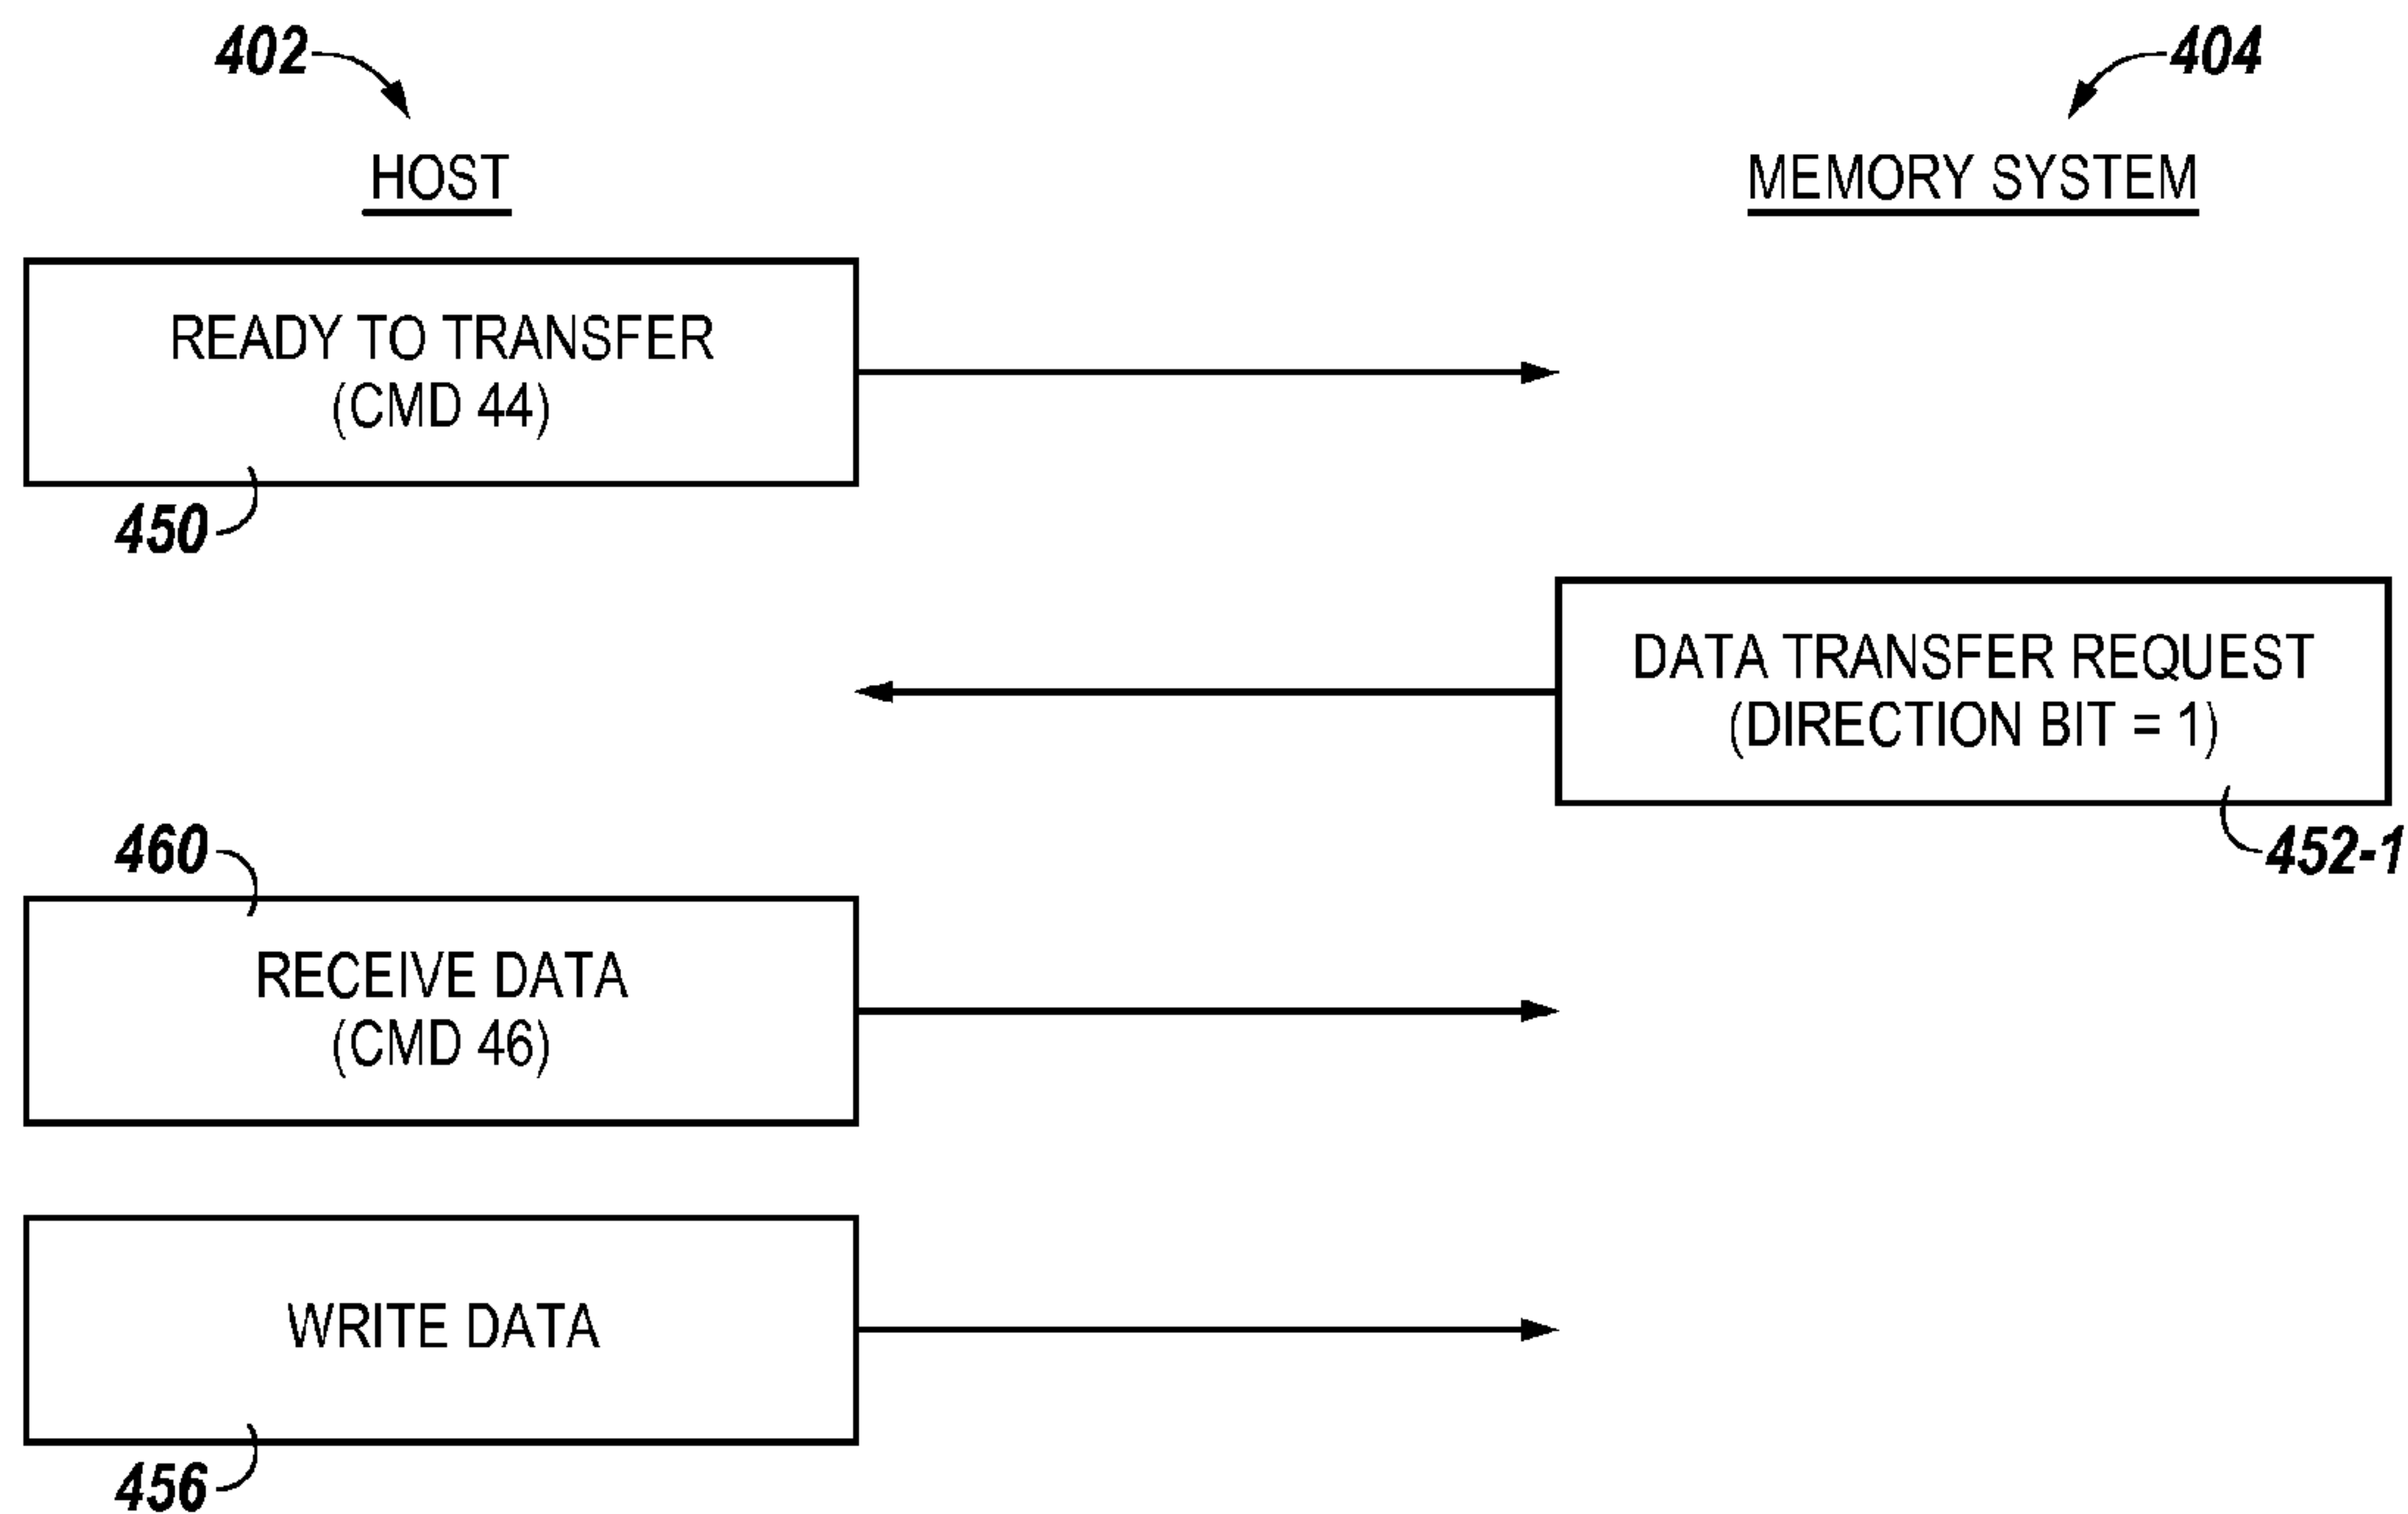 402
404
HOST
MEMORY SYSTEM
READY TO TRANSFER
(CMD 44)
450
DATA TRANSFER REQUEST
(DIRECTION BIT = 1)
452-1
460
RECEIVE DATA
(CMD 46)
WRITE DATA
456